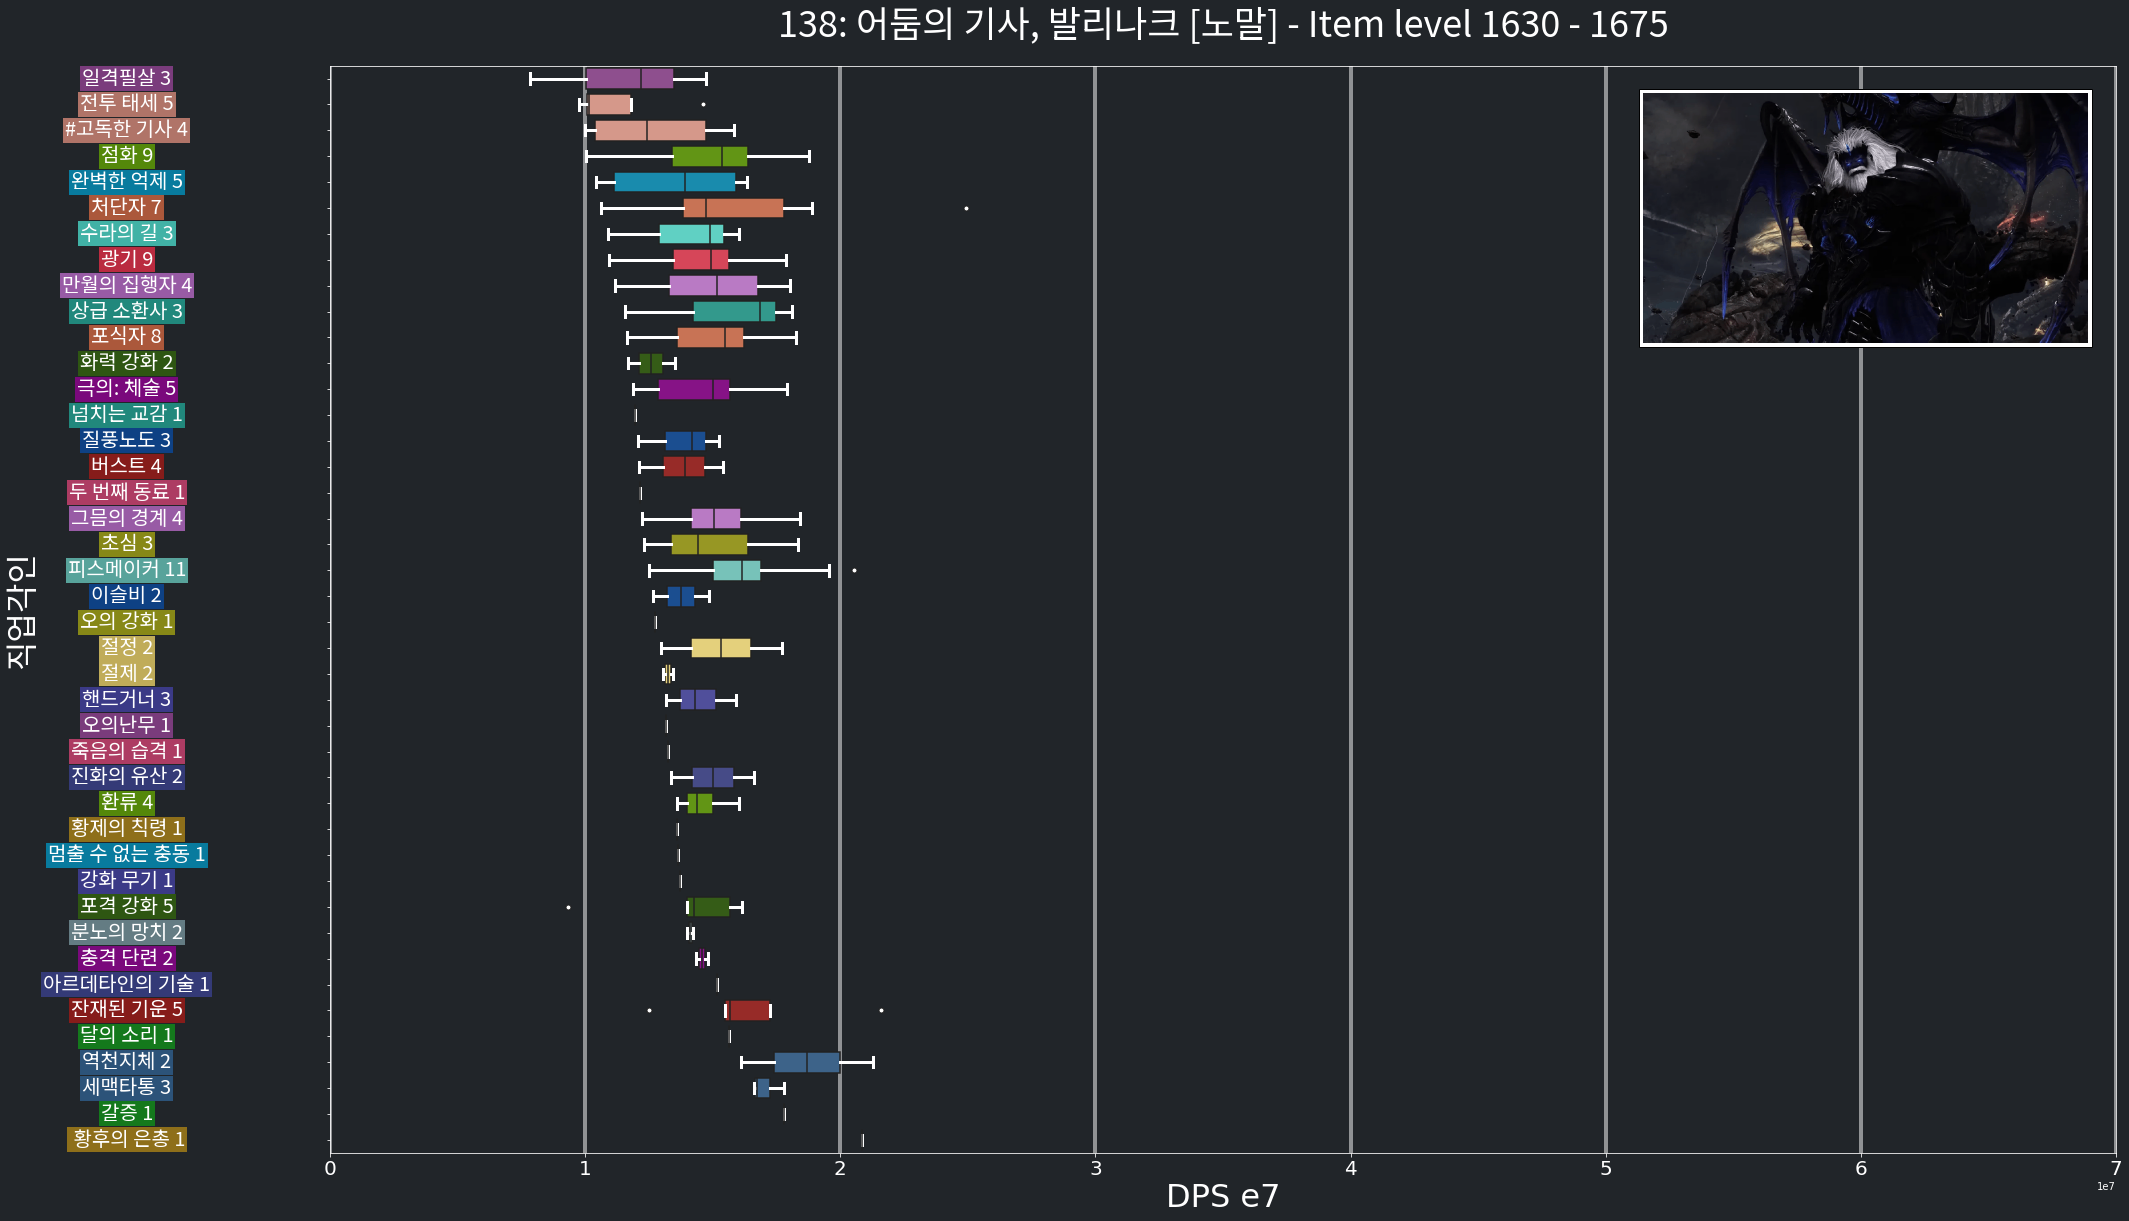 138: 어둠의 기사, 발리나크 [노말] - Item level 1630 - 1675
직업각인
일격필살 3
전투 태세 5
#고독한 기사 4
점화 9
완벽한 억제 5
처단자 7
수라의 길 3
광기 9
만월의 집행자 4
상급 소환사 3
포식자 8
화력 강화 2
극의: 체술 5
넘치는 교감 1
질풍노도 3
버스트 4
두 번째 동료 1
그믐의 경계 4
초심 3
피스메이커 11
이슬비 2
오의 강화 1
절정 2
절제 2
핸드거너 3
오의난무 1
죽음의 습격 1
진화의 유산 2
환류 4
황제의 칙령 1
멈출 수 없는 충동 1
강화 무기 1
포격 강화 5
분노의 망치 2
충격 단련 2
아르데타인의 기술 1
잔재된 기운 5
달의 소리 1
역천지체 2
세맥타통 3
갈증 1
황후의 은총 1
0 1 2 3 4 5 6 7
1e7
DPS e7